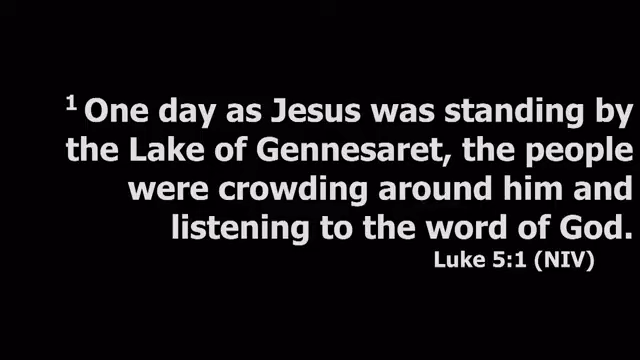 1 One day as Jesus was standing by
the Lake of Gennesaret, the people
were crowding around him and
listening to the word of God.
Luke 5:1 (NIV)